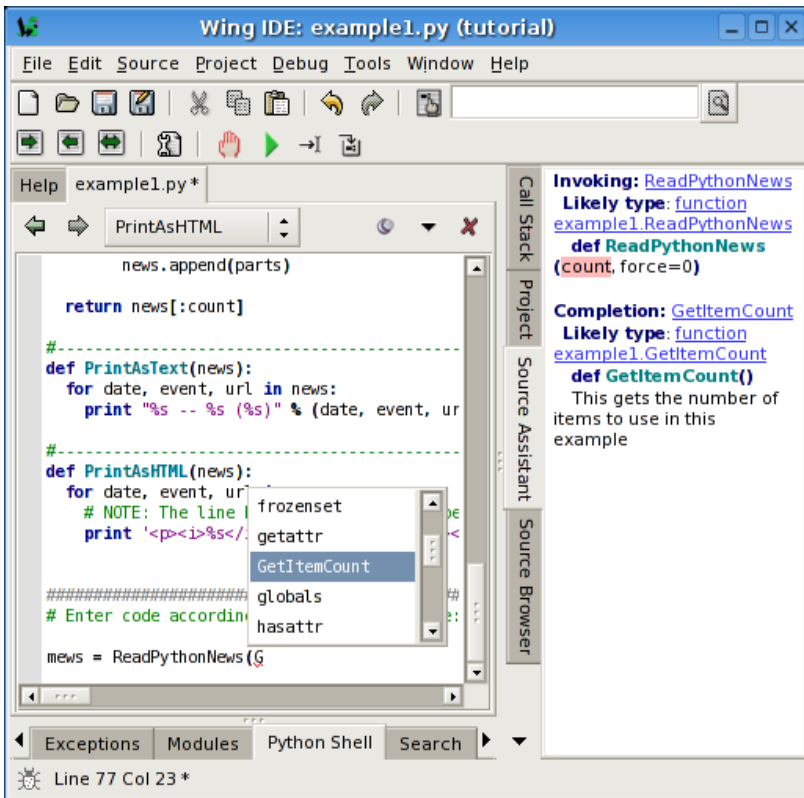 Wing IDE: example1.py (tutorial)
File Edit Source Project Debug Tools Window Help
Help example1.py*
PrintAsHTML
news.append(parts)
return news[:count]
#-----------------------------------------
def PrintAsText(news):
for date, event, url in news:
print "%s -- %s (%s)" % (date, event, ur
#-----------------------------------------
def PrintAsHTML(news):
for date, event, ur
# NOTE: The line
print '<p><i>%s</
#########################
# Enter code accordin
mews = ReadPythonNews(G
frozenset
getattr
GetItemCount
globals
hasattr
Call Stack
Project
Source Assistant
Source Browser
Invoking: ReadPythonNews
Likely type: function
example1.ReadPythonNews
def ReadPythonNews
(count, force=0)
Completion: GetItemCount
Likely type: function
example1.GetItemCount
def GetItemCount()
This gets the number of
items to use in this
example
Exceptions Modules Python Shell Search
Line 77 Col 23 *